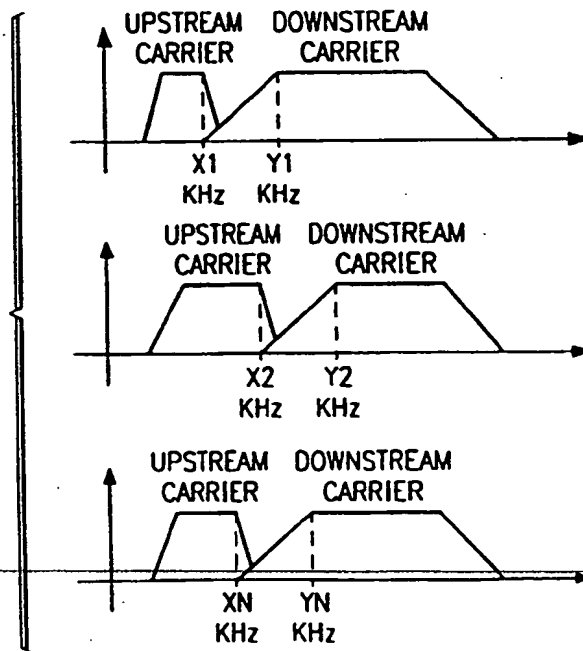 UPSTREAM DOWNSTREAM
CARRIER CARRIER
X1 Y1
KHz KHz
UPSTREAM DOWNSTREAM
CARRIER CARRIER
X2 Y2
KHz KHz
UPSTREAM DOWNSTREAM
CARRIER CARRIER
XN YN
KHz KHz